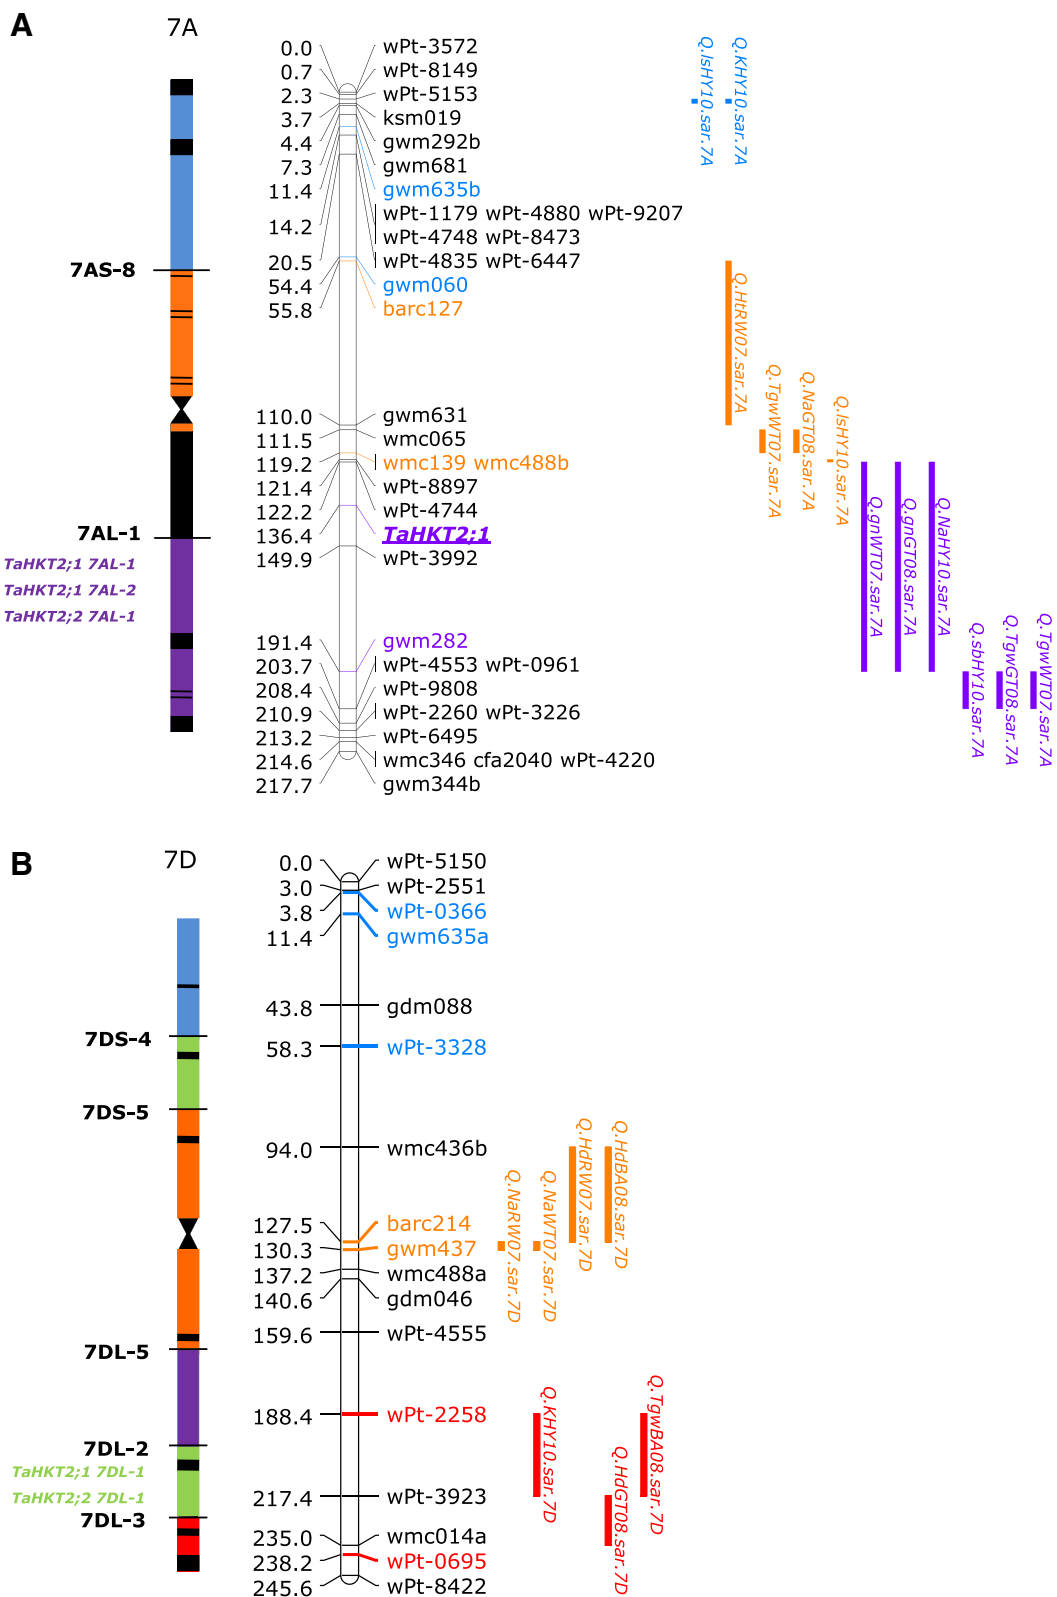 A
7A
0.0 wPt-3572
0.7 wPt-8149
2.3 wPt-5153
3.7 ksm019
4.4 gwm292b
7.3 gwm681
11.4 gwm635b
14.2 wPt-1179 wPt-4880 wPt-9207
wPt-4748 wPt-8473
20.5 wPt-4835 wPt-6447
54.4 gwm060
55.8 barc127
110.0 gwm631
111.5 wmc065
119.2 wmc139 wmc488b
121.4 wPt-8897
122.2 wPt-4744
136.4 TaHKT2;1
149.9 wPt-3992
191.4 gwm282
203.7 wPt-4553 wPt-0961
208.4 wPt-9808
210.9 wPt-2260 wPt-3226
213.2 wPt-6495
214.6 wmc346 cfa2040 wPt-4220
217.7 gwm344b
7AS-8
7AL-1
TaHKT2;1 7AL-1
TaHKT2;1 7AL-2
TaHKT2;2 7AL-1
Q.lsHY10.sar.7A
Q.KHY10.sar.7A
Q.HtRW07.sar.7A
Q.TgwWT07.sar.7A
Q.NaGT08.sar.7A
Q.lsHY10.sar.7A
Q.gnWT07.sar.7A
Q.gnGT08.sar.7A
Q.NaHY10.sar.7A
Q.sbHY10.sar.7A
Q.TgwGT08.sar.7A
Q.TgwWT07.sar.7A
B
7D
0.0 wPt-5150
3.0 wPt-2551
3.8 wPt-0366
11.4 gwm635a
43.8 gdm088
58.3 wPt-3328
94.0 wmc436b
127.5 barc214
130.3 gwm437
137.2 wmc488a
140.6 gdm046
159.6 wPt-4555
188.4 wPt-2258
217.4 wPt-3923
235.0 wmc014a
238.2 wPt-0695
245.6 wPt-8422
7DS-4
7DS-5
7DL-5
7DL-2
TaHKT2;1 7DL-1
TaHKT2;2 7DL-1
7DL-3
Q.NaRW07.sar.7D
Q.NaWT07.sar.7D
Q.HdRW07.sar.7D
Q.HdBA08.sar.7D
Q.KHY10.sar.7D
Q.HdGT08.sar.7D
Q.TgwBA08.sar.7D